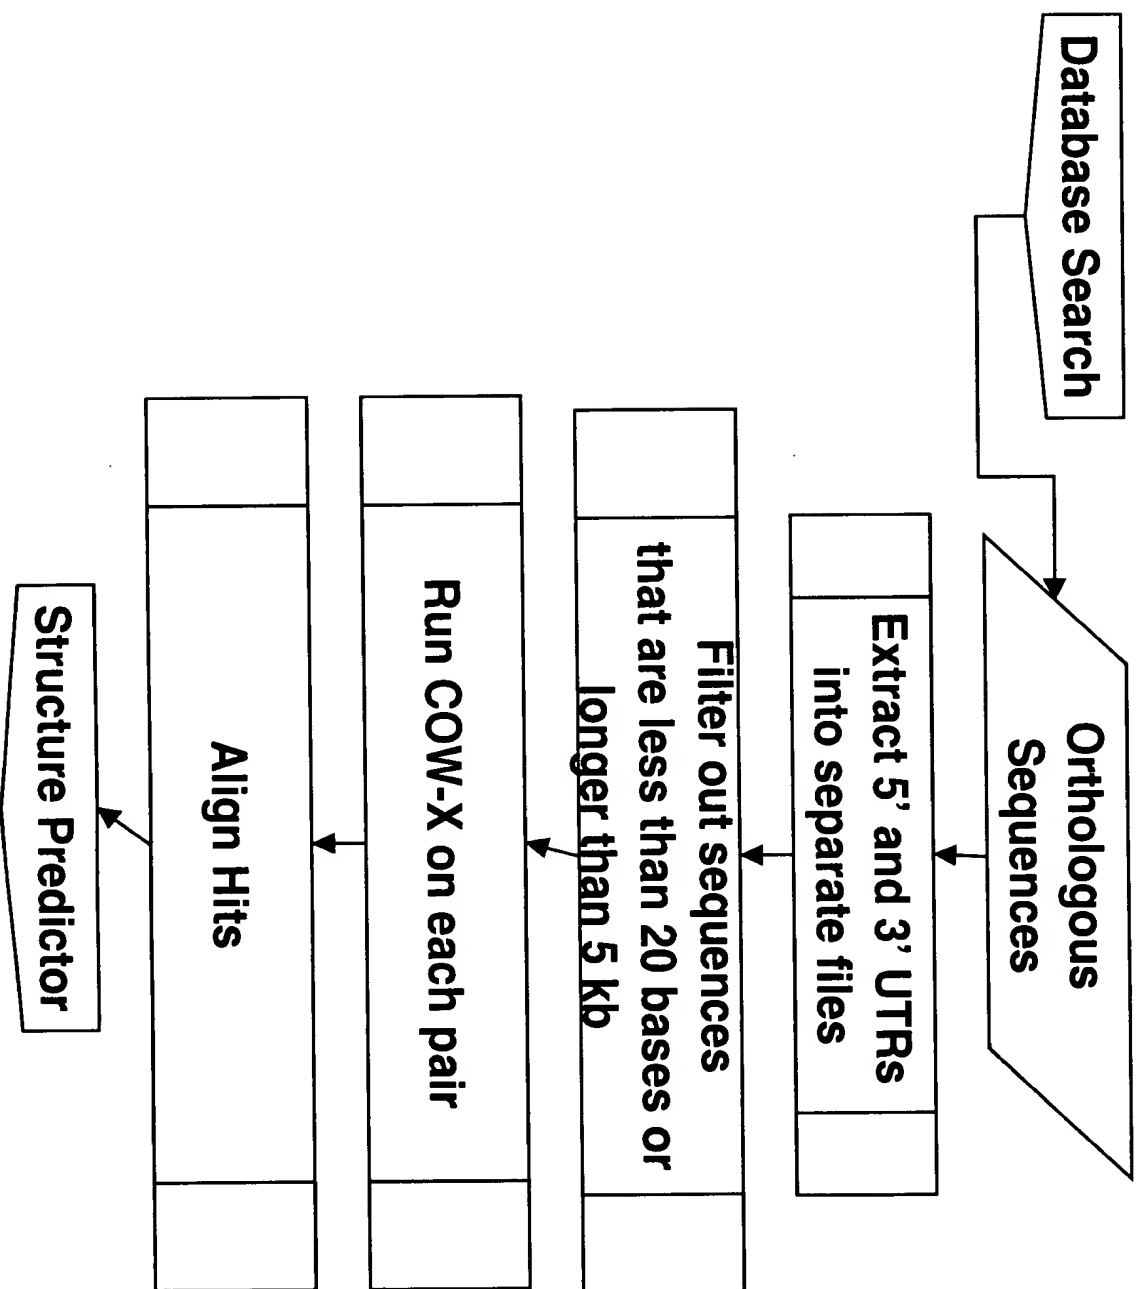 Database Search
Orthologous
Sequences
Extract 5' and 3' UTRs
into separate files
Filter out sequences
that are less than 20 bases or
longer than 5 kb
Run COW-X on each pair
Align Hits
Structure Predictor